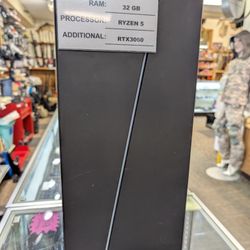 RAM: 32 GB
PROCESSOR: RYZEN 5
ADDITIONAL: RTX3050